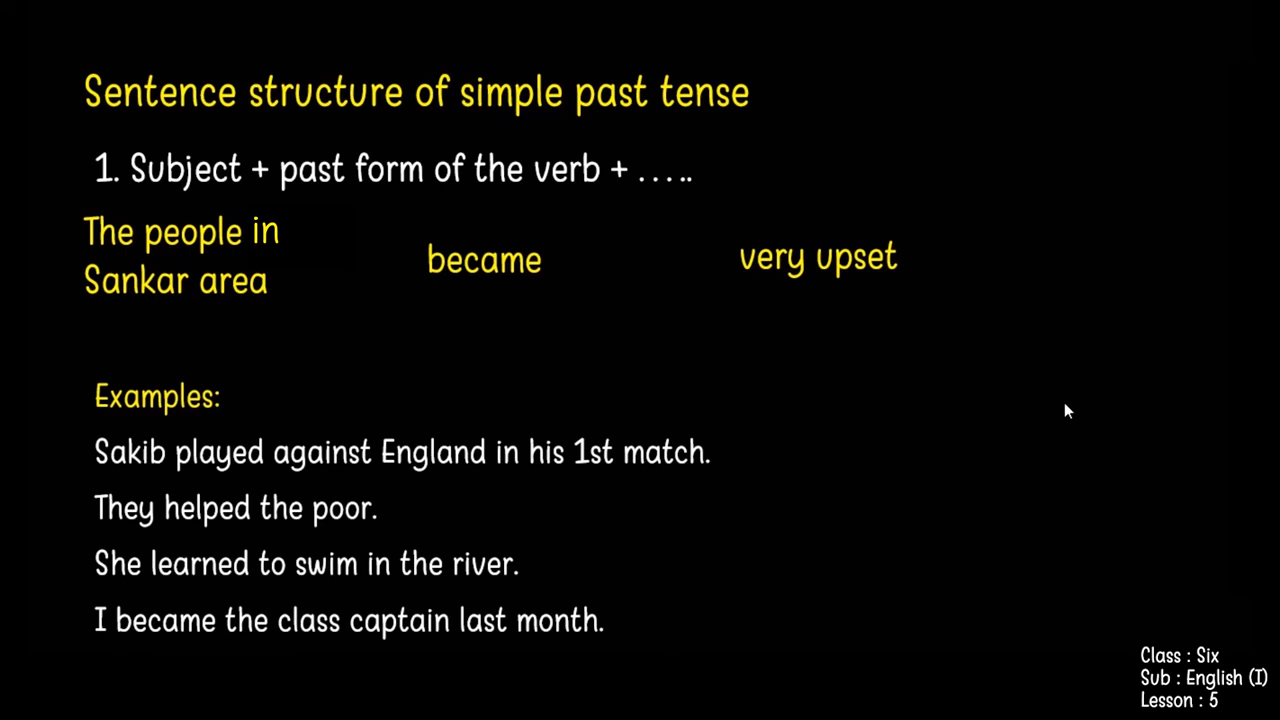 Sentence structure of simple past tense
1. Subject + past form of the verb + .....
The people in
Sankar area
became
very upset
Examples:
Sakib played against England in his 1st match.
They helped the poor.
She learned to swim in the river.
I became the class captain last month.
Class : Six
Sub : English (I)
Lesson : 5